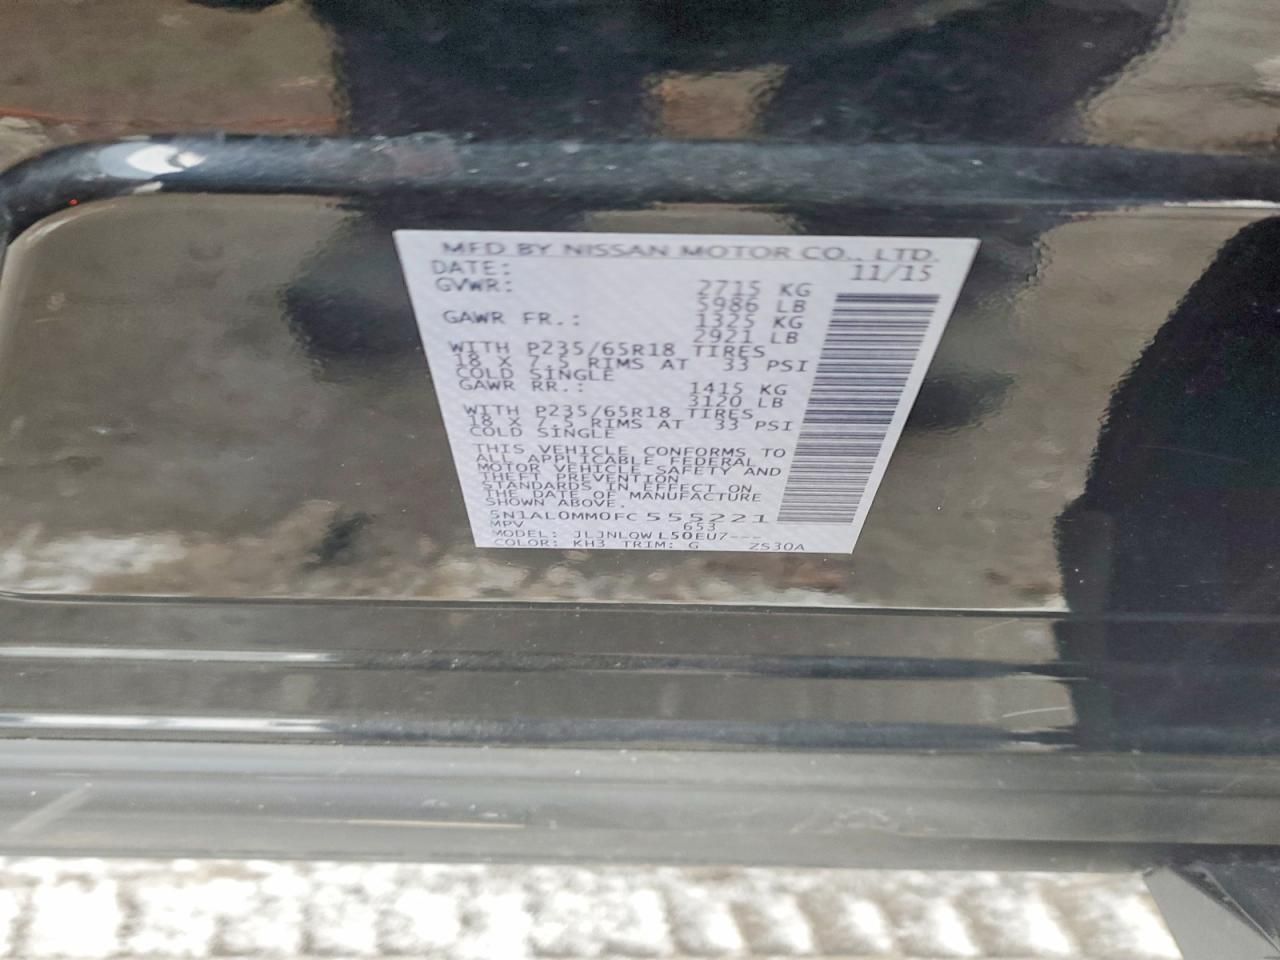 MFD BY NISSAN MOTOR CO., LTD.
DATE: 11/15
GVWR: 2715 KG
5986 LB
GAWR FR.: 1325 KG
2921 LB
WITH P235/65R18 TIRES
18 X 7.5 RIMS AT 33 PSI
COLD SINGLE
GAWR RR.: 1415 KG
3120 LB
WITH P235/65R18 TIRES
18 X 7.5 RIMS AT 33 PSI
COLD SINGLE
THIS VEHICLE CONFORMS TO
ALL APPLICABLE FEDERAL
MOTOR VEHICLE SAFETY AND
THEFT PREVENTION
STANDARDS IN EFFECT ON
THE DATE OF MANUFACTURE
SHOWN ABOVE.
5N1AL0MM0FC555221
MPV 653
MODEL: JLJNLQWL50EU7---
COLOR: KH3 TRIM: G ZS30A